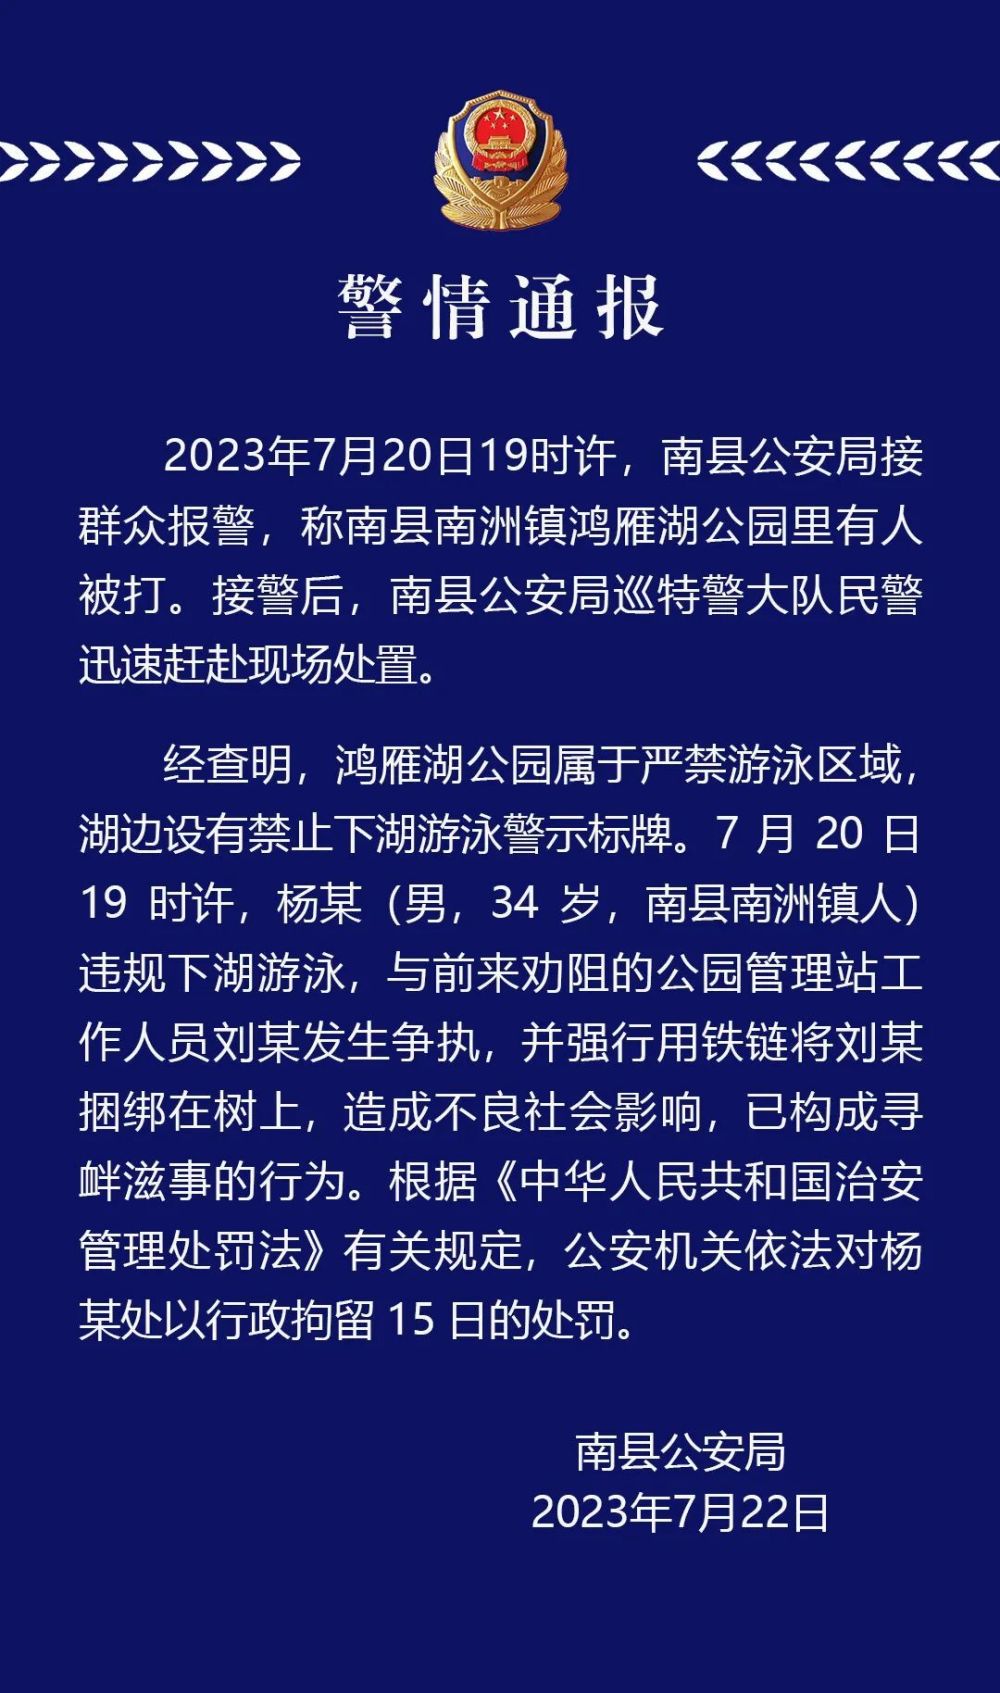 警情通报
2023年7月20日19时许，南县公安局接
群众报警，称南县南洲镇鸿雁湖公园里有人
被打。接警后，南县公安局巡特警大队民警
迅速赶赴现场处置。
经查明，鸿雁湖公园属于严禁游泳区域，
湖边设有禁止下湖游泳警示标牌。7 月 20 日
19 时许，杨某（男，34 岁，南县南洲镇人）
违规下湖游泳，与前来劝阻的公园管理站工
作人员刘某发生争执，并强行用铁链将刘某
捆绑在树上，造成不良社会影响，已构成寻
衅滋事的行为。根据《中华人民共和国治安
管理处罚法》有关规定，公安机关依法对杨
某处以行政拘留 15 日的处罚。
南县公安局
2023年7月22日